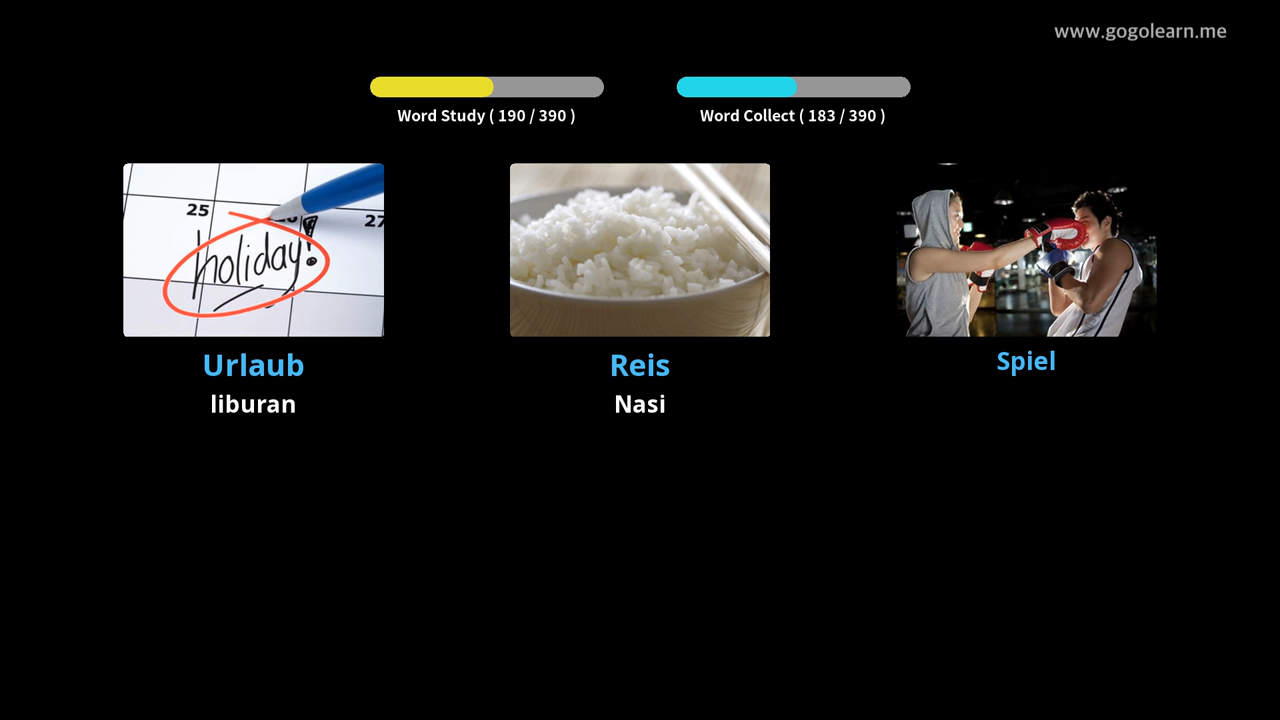 www.gogolearn.me
Word Study ( 190 / 390 )
Word Collect ( 183 / 390 )
25
27
holiday!
Urlaub
Reis
Spiel
liburan
Nasi